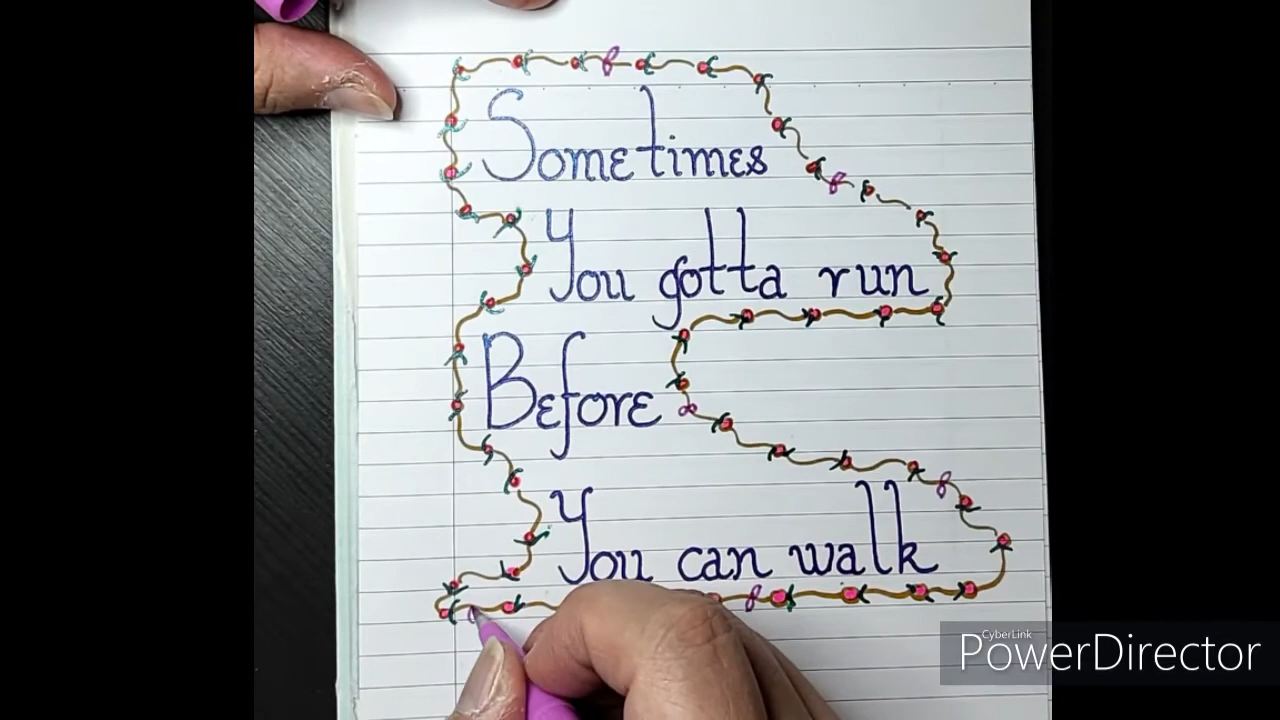 Sometimes
You gotta run
Before
You can walk
CyberLink
PowerDirector